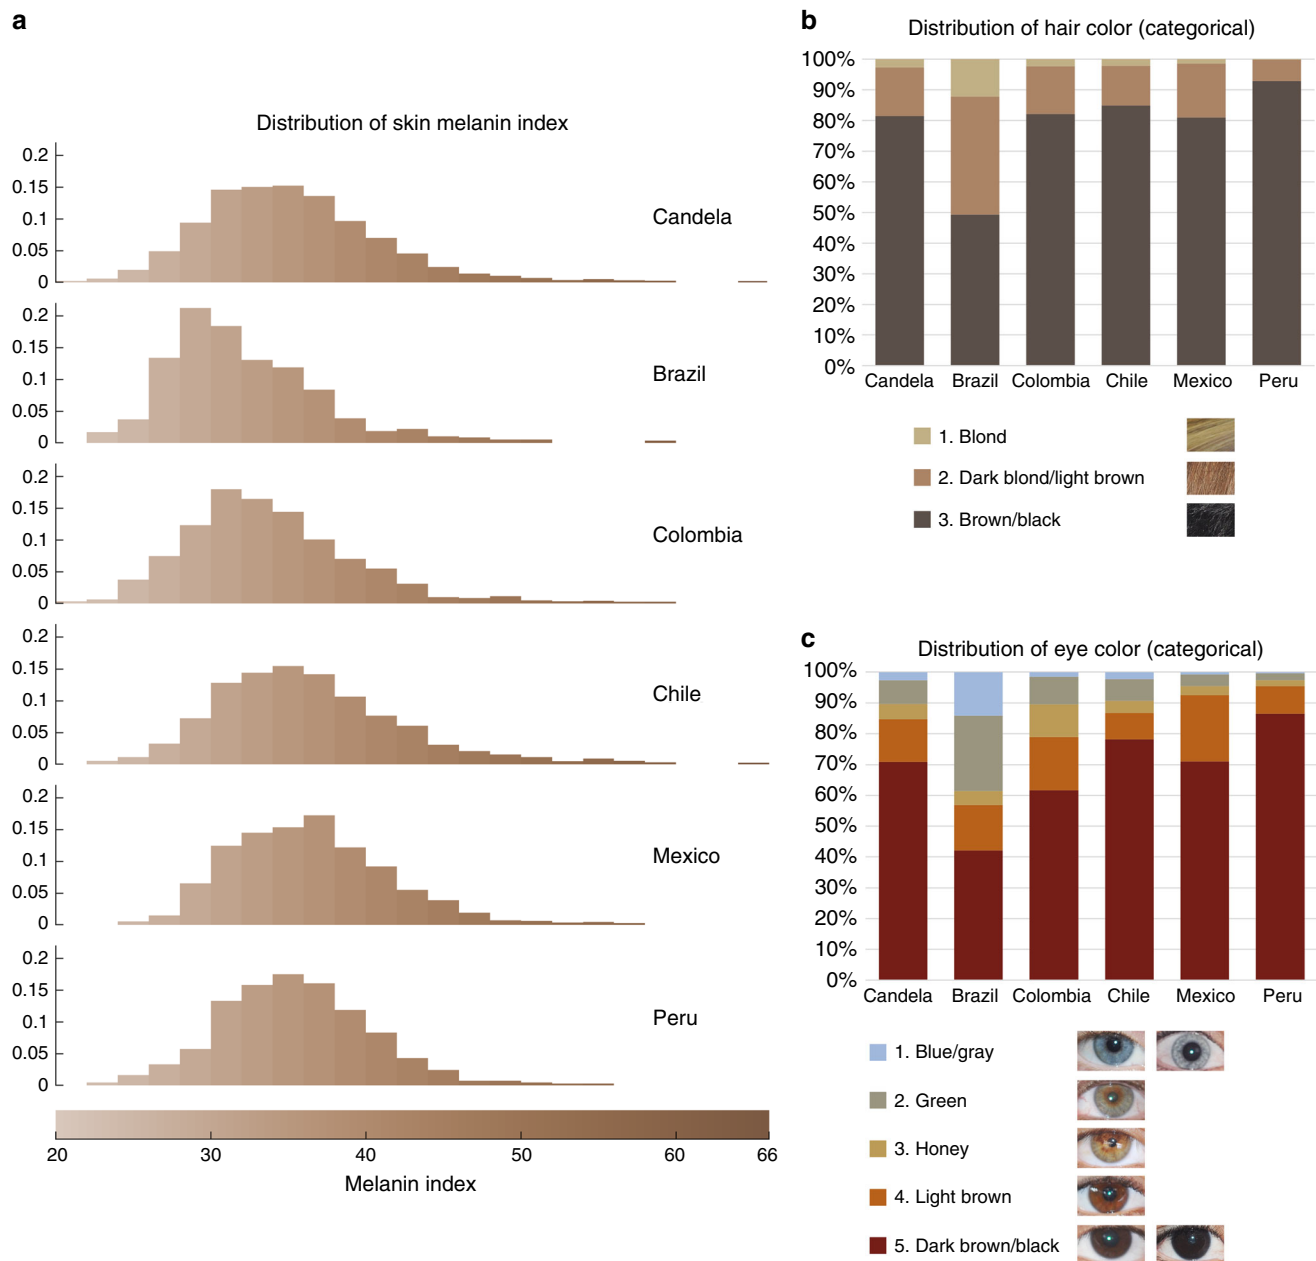 a
Distribution of skin melanin index
0.2
0.15
0.1
0.05
0
Candela
0.2
0.15
0.1
0.05
0
Brazil
0.2
0.15
0.1
0.05
0
Colombia
0.2
0.15
0.1
0.05
0
Chile
0.2
0.15
0.1
0.05
0
Mexico
0.2
0.15
0.1
0.05
0
Peru
20 30 40 50 60 66
Melanin index
b
Distribution of hair color (categorical)
100%
90%
80%
70%
60%
50%
40%
30%
20%
10%
0%
Candela Brazil Colombia Chile Mexico Peru
1. Blond
2. Dark blond/light brown
3. Brown/black
c
Distribution of eye color (categorical)
100%
90%
80%
70%
60%
50%
40%
30%
20%
10%
0%
Candela Brazil Colombia Chile Mexico Peru
1. Blue/gray
2. Green
3. Honey
4. Light brown
5. Dark brown/black